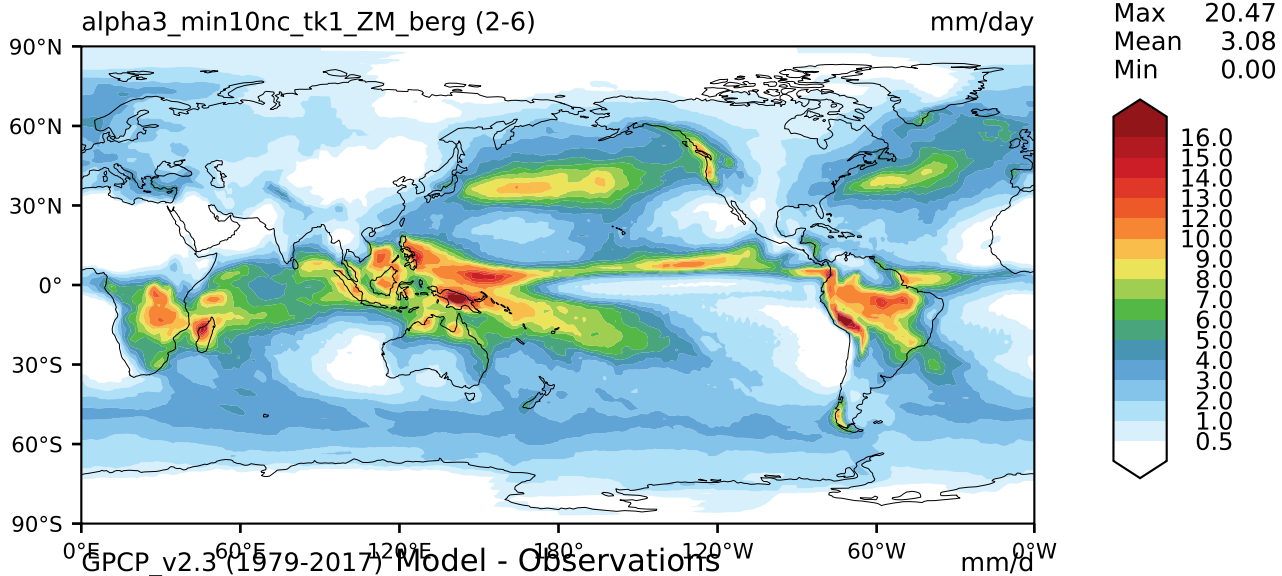 alpha3_min10nc_tk1_ZM_berg (2-6) mm/day
Max 20.47
Mean 3.08
Min 0.00
90°N
60°N
30°N
0°
30°S
60°S
90°S
0°E 60°E 120°E 180° 120°W 60°W 0°W
16.0
15.0
14.0
13.0
12.0
10.0
9.0
8.0
7.0
6.0
5.0
4.0
3.0
2.0
1.0
0.5
GPCP_v2.3 (1979-2017) Model - Observations mm/d